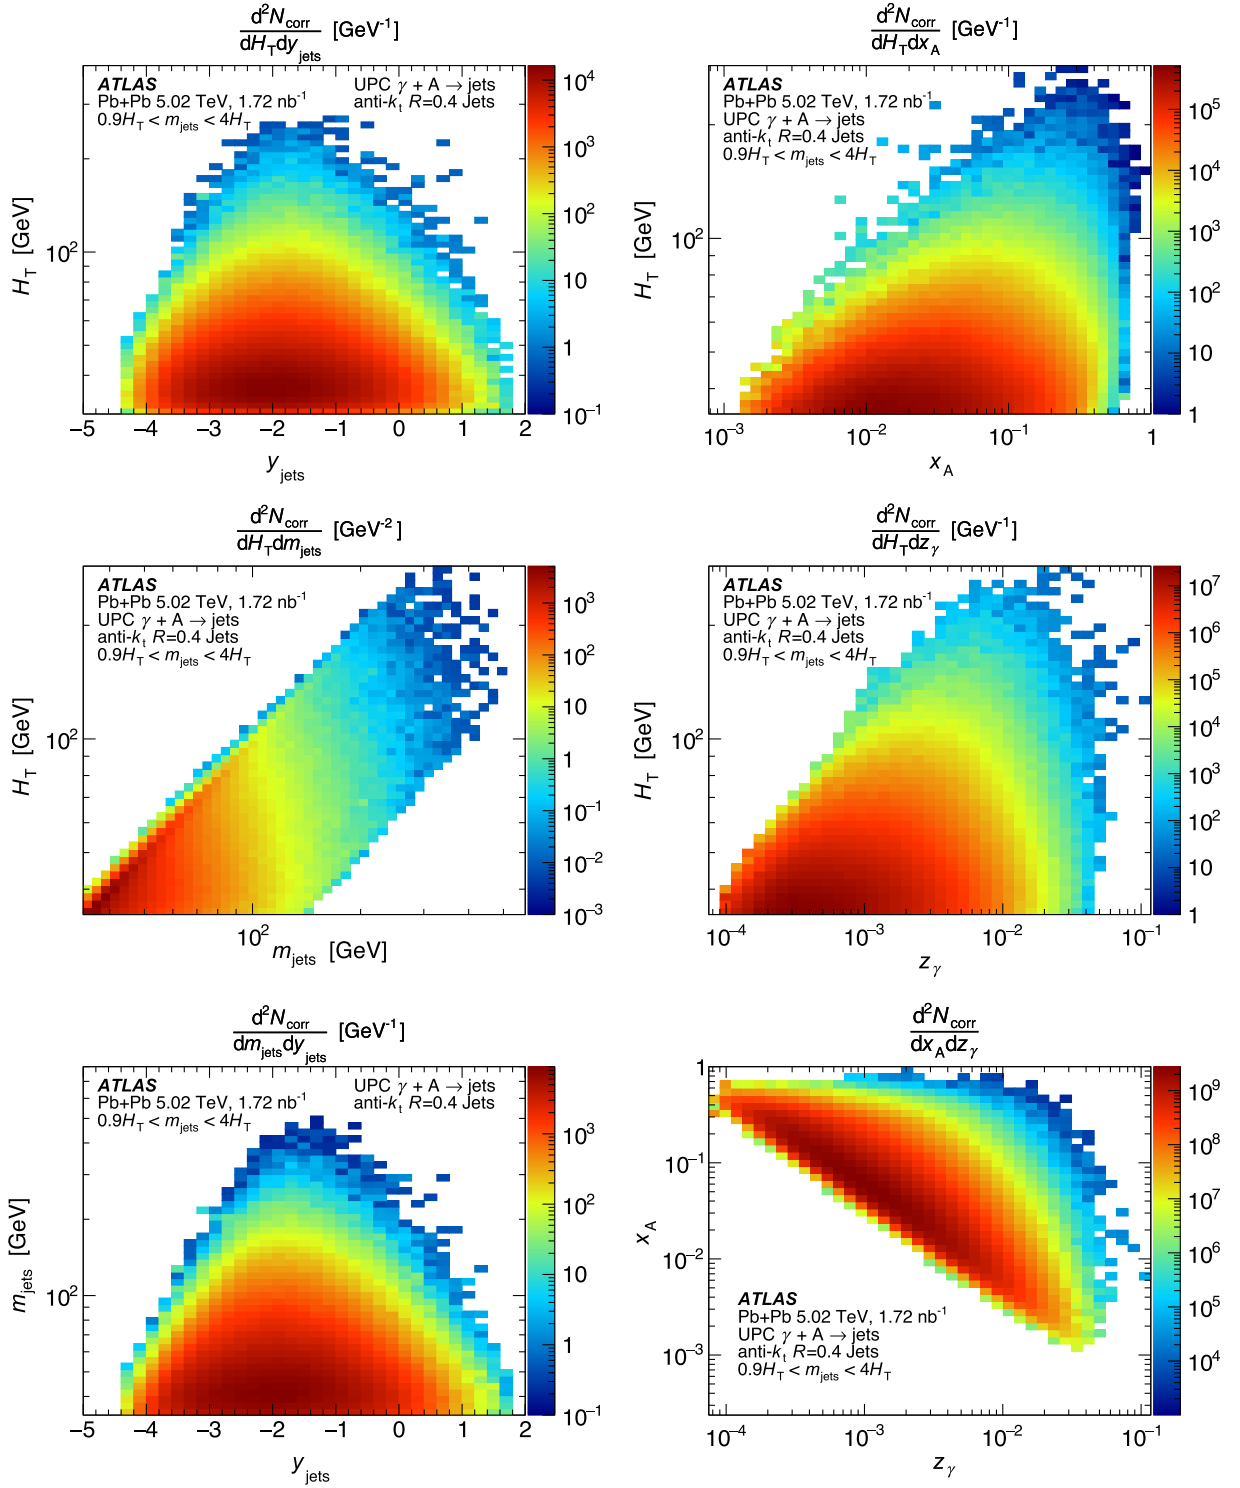 d²N_corr / dH_T dy_jets [GeV⁻¹]
ATLAS
Pb+Pb 5.02 TeV, 1.72 nb⁻¹
0.9H_T < m_jets < 4H_T
UPC γ + A → jets
anti-k_t R=0.4 Jets
10⁴
10³
10²
10
1
10⁻¹
H_T [GeV]
10²
−5 −4 −3 −2 −1 0 1 2
y_jets
d²N_corr / dH_T dx_A [GeV⁻¹]
ATLAS
Pb+Pb 5.02 TeV, 1.72 nb⁻¹
UPC γ + A → jets
anti-k_t R=0.4 Jets
0.9H_T < m_jets < 4H_T
10⁵
10⁴
10³
10²
10
1
H_T [GeV]
10²
10⁻³ 10⁻² 10⁻¹ 1
x_A
d²N_corr / dH_T dm_jets [GeV⁻²]
ATLAS
Pb+Pb 5.02 TeV, 1.72 nb⁻¹
UPC γ + A → jets
anti-k_t R=0.4 Jets
0.9H_T < m_jets < 4H_T
10³
10²
10
1
10⁻¹
10⁻²
10⁻³
H_T [GeV]
10²
10²
m_jets [GeV]
d²N_corr / dH_T dz_γ [GeV⁻¹]
ATLAS
Pb+Pb 5.02 TeV, 1.72 nb⁻¹
UPC γ + A → jets
anti-k_t R=0.4 Jets
0.9H_T < m_jets < 4H_T
10⁷
10⁶
10⁵
10⁴
10³
10²
10
1
H_T [GeV]
10²
10⁻⁴ 10⁻³ 10⁻² 10⁻¹
z_γ
d²N_corr / dm_jets dy_jets [GeV⁻¹]
ATLAS
Pb+Pb 5.02 TeV, 1.72 nb⁻¹
0.9H_T < m_jets < 4H_T
UPC γ + A → jets
anti-k_t R=0.4 Jets
10³
10²
10
1
10⁻¹
m_jets [GeV]
10²
−5 −4 −3 −2 −1 0 1 2
y_jets
d²N_corr / dx_A dz_γ
1
10⁻¹
10⁻²
10⁻³
x_A
ATLAS
Pb+Pb 5.02 TeV, 1.72 nb⁻¹
UPC γ + A → jets
anti-k_t R=0.4 Jets
0.9H_T < m_jets < 4H_T
10⁹
10⁸
10⁷
10⁶
10⁵
10⁴
10⁻⁴ 10⁻³ 10⁻² 10⁻¹
z_γ